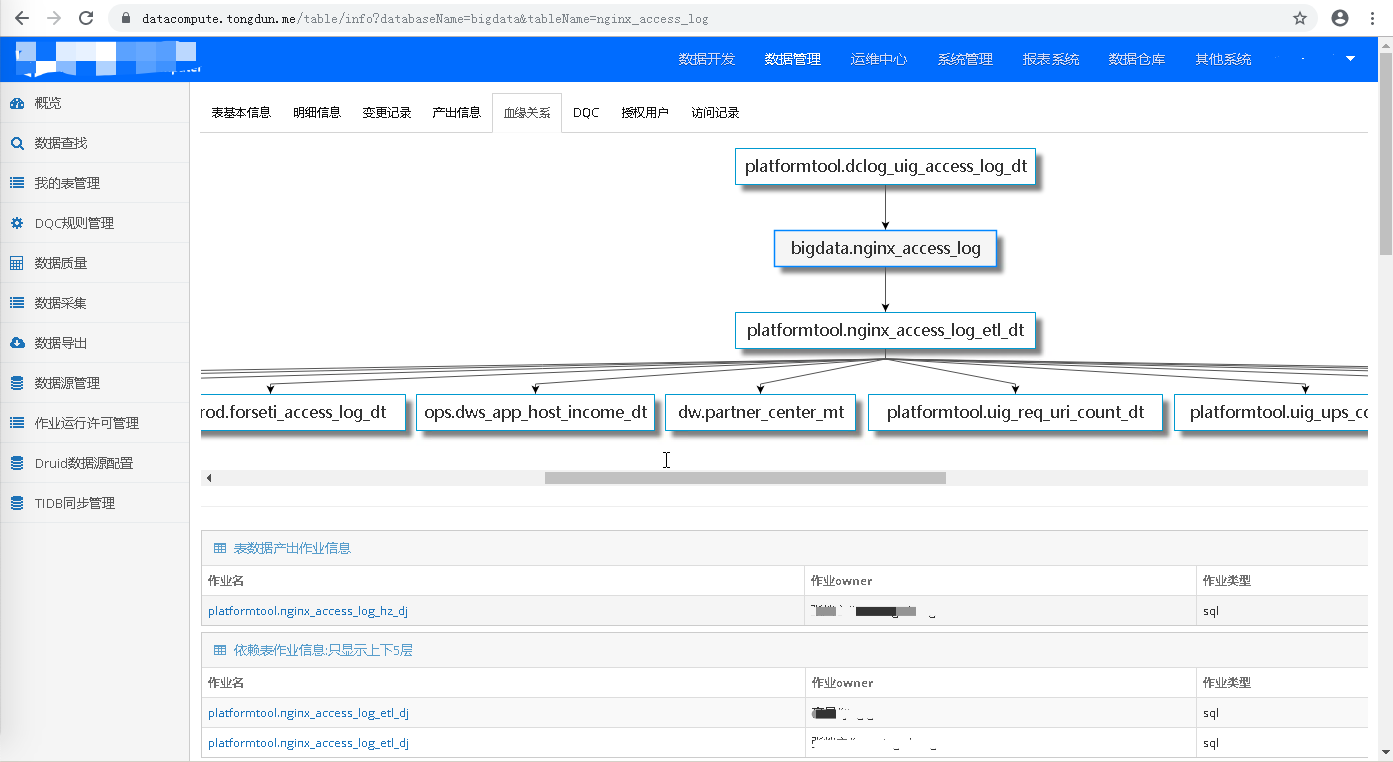 datacompute.tongdun.me/table/info?databaseName=bigdata&tableName=nginx_access_log
数据开发 数据管理 运维中心 系统管理 报表系统 数据仓库 其他系统
概览
数据查找
我的表管理
DQC规则管理
数据质量
数据采集
数据导出
数据源管理
作业运行许可管理
Druid数据源配置
TIDB同步管理
表基本信息 明细信息 变更记录 产出信息 血缘关系 DQC 授权用户 访问记录
platformtool.dclog_uig_access_log_dt
bigdata.nginx_access_log
platformtool.nginx_access_log_etl_dt
rod.forseti_access_log_dt ops.dws_app_host_income_dt dw.partner_center_mt platformtool.uig_req_uri_count_dt platformtool.uig_ups_co
表数据产出作业信息
作业名 作业owner 作业类型
platformtool.nginx_access_log_hz_dj sql
依赖表作业信息:只显示上下5层
作业名 作业owner 作业类型
platformtool.nginx_access_log_etl_dj sql
platformtool.nginx_access_log_etl_dj sql